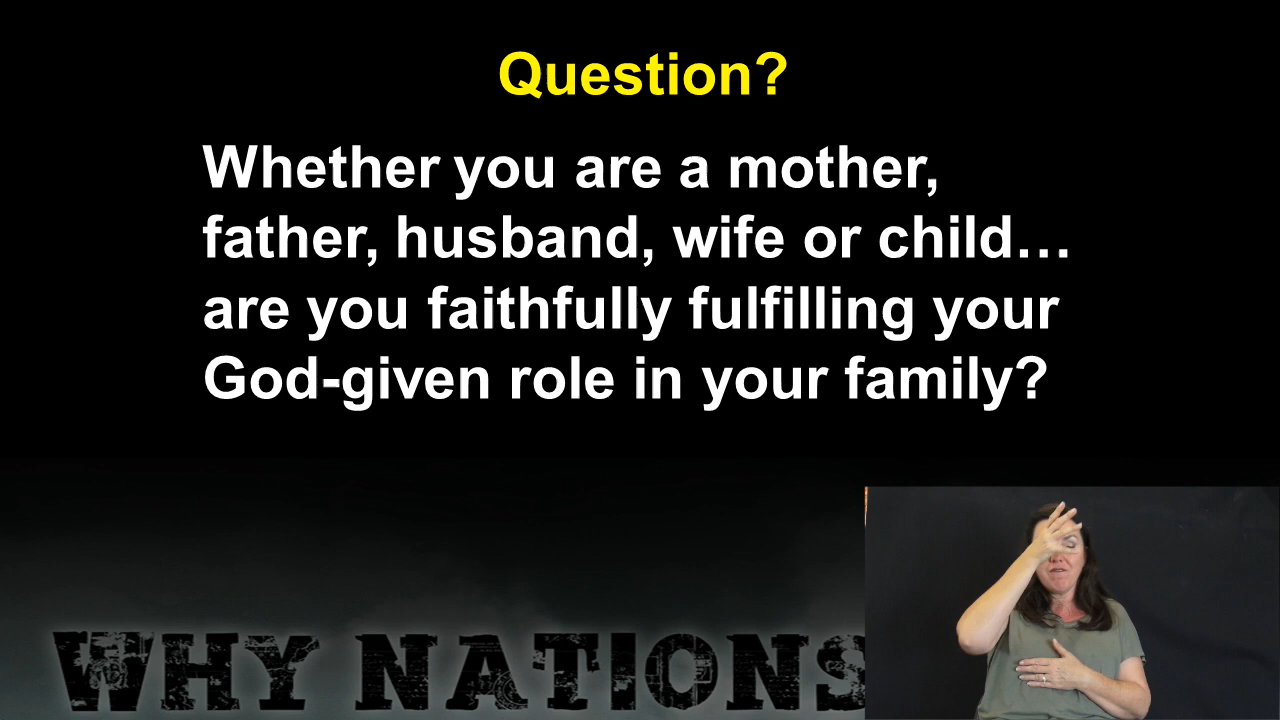 Question?
Whether you are a mother,
father, husband, wife or child…
are you faithfully fulfilling your
God-given role in your family?
WHY NATIONS